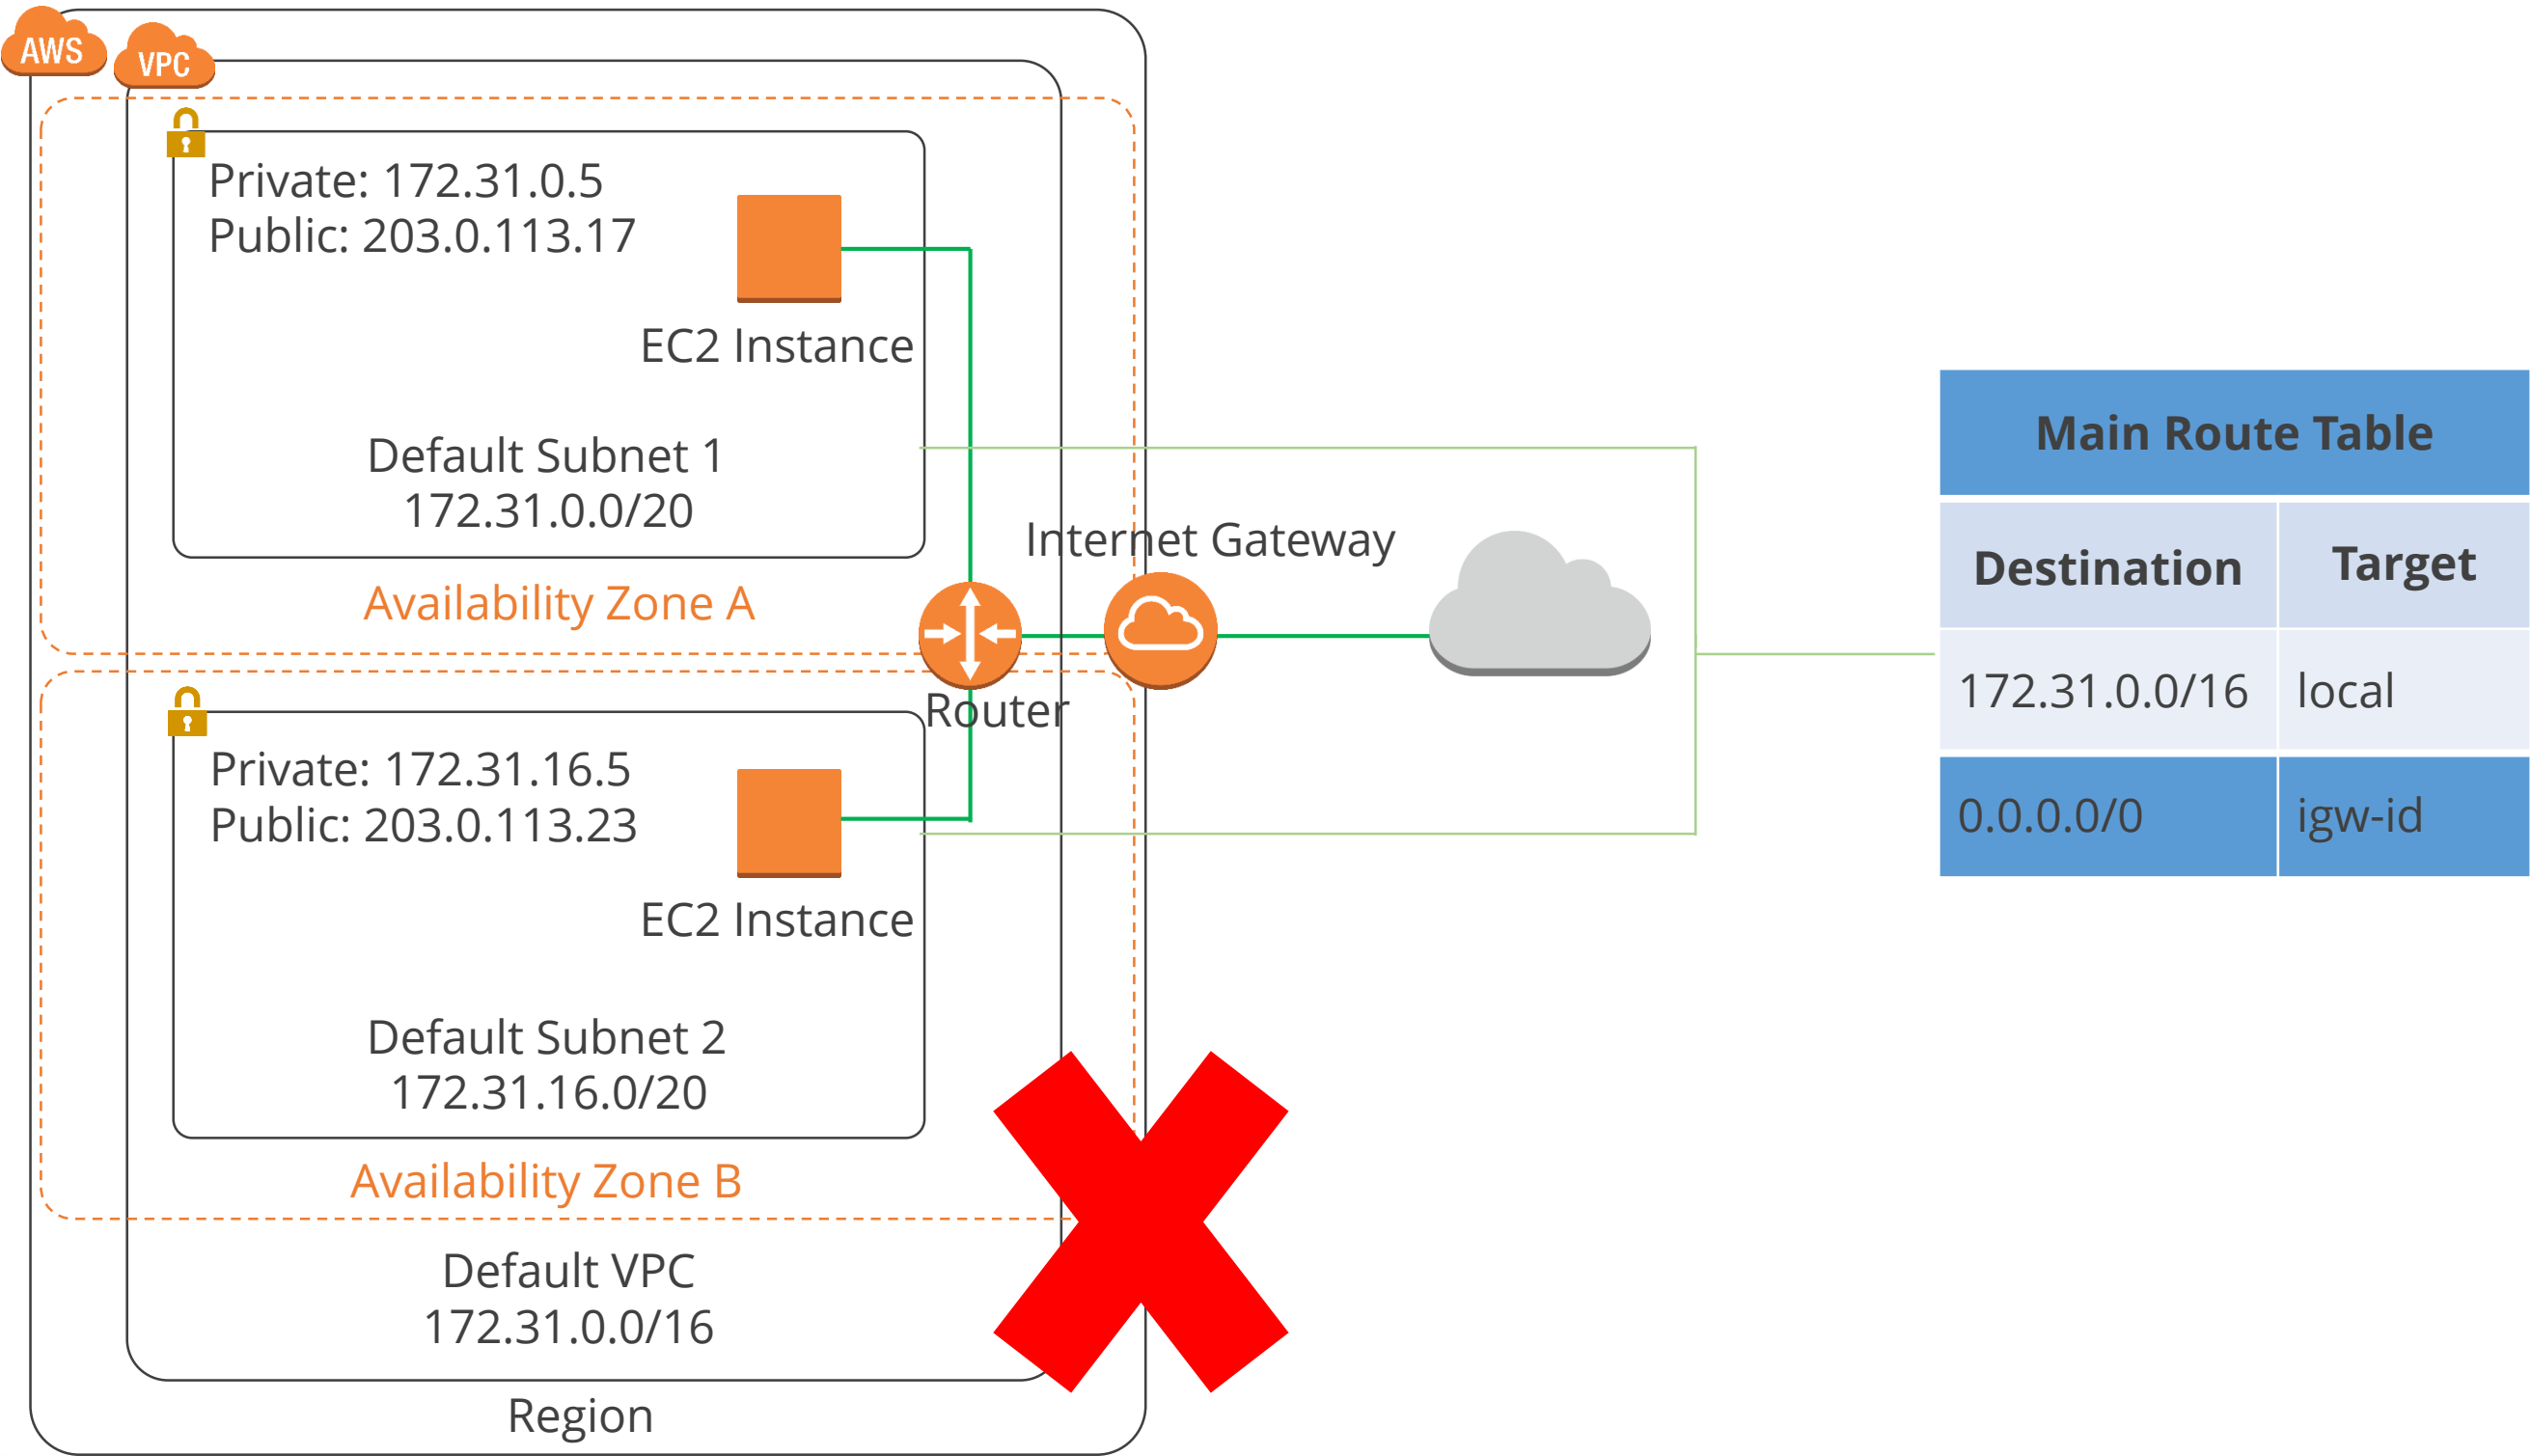 AWS
VPC
Private: 172.31.0.5
Public: 203.0.113.17
EC2 Instance
Default Subnet 1
172.31.0.0/20
Availability Zone A
Internet Gateway
Router
Private: 172.31.16.5
Public: 203.0.113.23
EC2 Instance
Default Subnet 2
172.31.16.0/20
Availability Zone B
Default VPC
172.31.0.0/16
Region
Main Route Table
Destination Target
172.31.0.0/16 local
0.0.0.0/0 igw-id